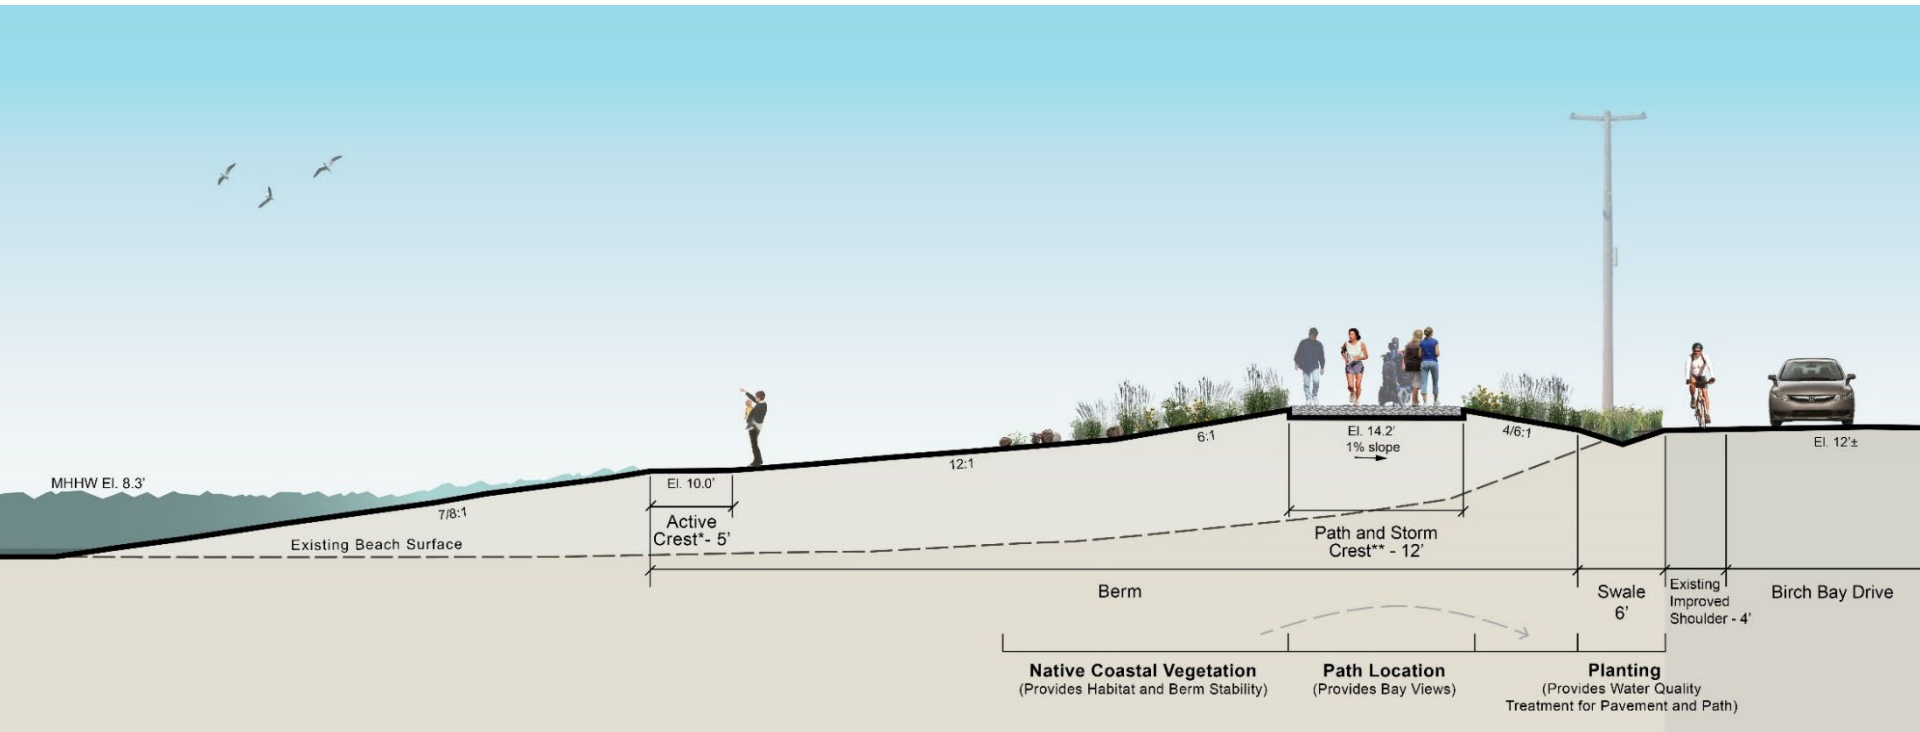 MHHW El. 8.3'
7/8:1
Existing Beach Surface
El. 10.0'
Active
Crest*- 5'
12:1
6:1
El. 14.2'
1% slope
Path and Storm
Crest** - 12'
4/6:1
El. 12'±
Berm
Swale
6'
Existing
Improved
Shoulder - 4'
Birch Bay Drive
Native Coastal Vegetation
(Provides Habitat and Berm Stability)
Path Location
(Provides Bay Views)
Planting
(Provides Water Quality
Treatment for Pavement and Path)